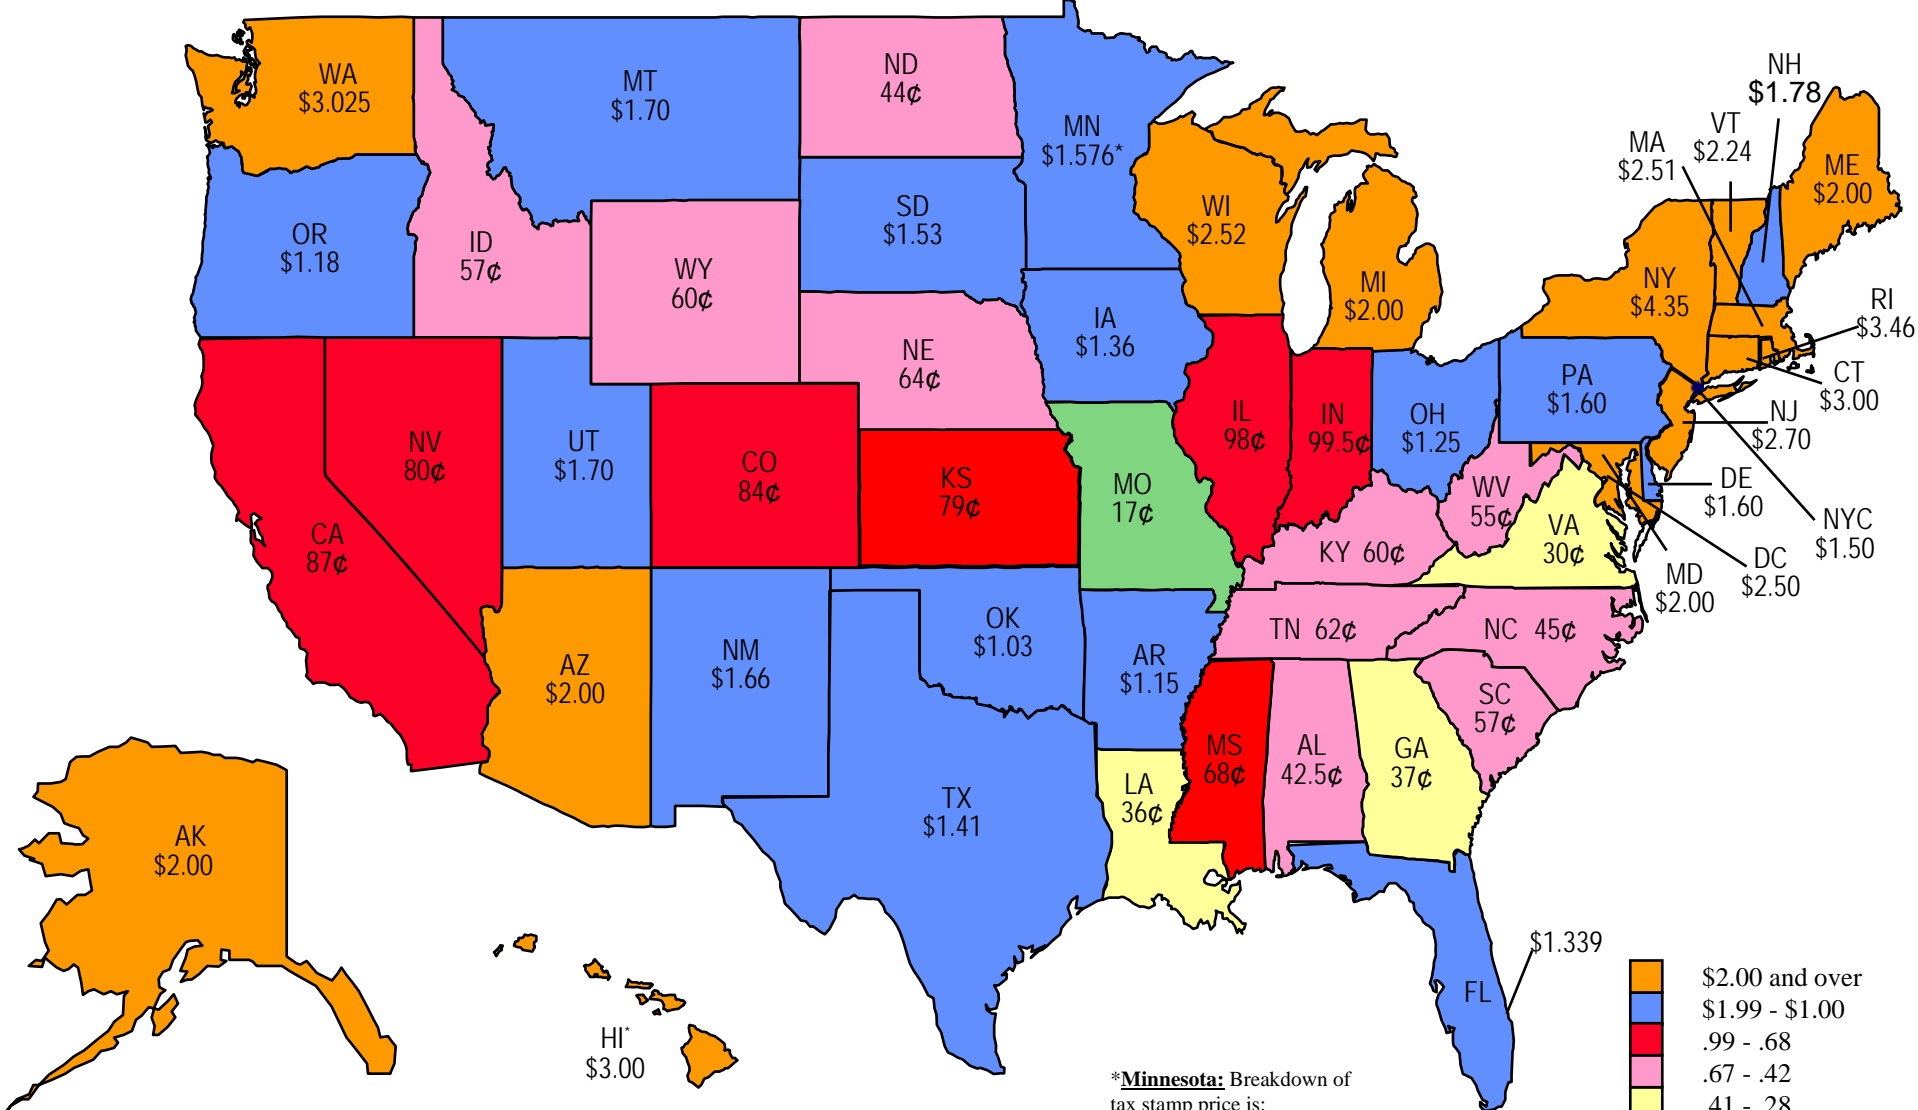 WA
$3.025
MT
$1.70
ND
44¢
MN
$1.576*
NH
$1.78
VT
$2.24
MA
$2.51
ME
$2.00
OR
$1.18
ID
57¢
WY
60¢
SD
$1.53
WI
$2.52
MI
$2.00
NY
$4.35
RI
$3.46
CT
$3.00
NE
64¢
IA
$1.36
PA
$1.60
NJ
$2.70
NV
80¢
UT
$1.70
CO
84¢
KS
79¢
MO
17¢
IL
98¢
IN
99.5¢
OH
$1.25
WV
55¢
DE
$1.60
CA
87¢
KY 60¢
VA
30¢
NYC
$1.50
DC
$2.50
MD
$2.00
AZ
$2.00
NM
$1.66
OK
$1.03
AR
$1.15
TN 62¢
NC 45¢
SC
57¢
MS
68¢
AL
42.5¢
GA
37¢
LA
36¢
TX
$1.41
AK
$2.00
$1.339
FL
HI*
$3.00
$2.00 and over
$1.99 - $1.00
.99 - .68
.67 - .42
.41 - .28
*Minnesota: Breakdown of
tax stamp price is: